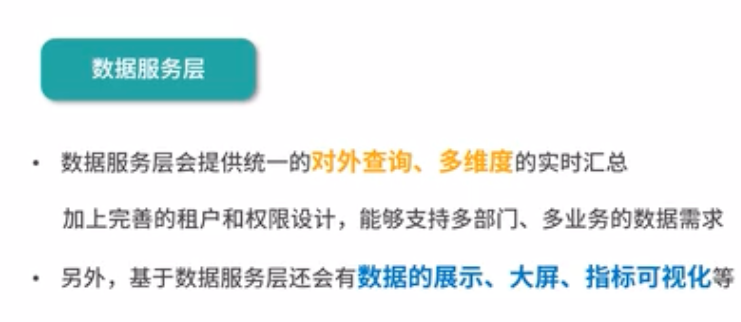 数据服务层
• 数据服务层会提供统一的对外查询、多维度的实时汇总
加上完善的租户和权限设计，能够支持多部门、多业务的数据需求
• 另外，基于数据服务层还会有数据的展示、大屏、指标可视化等